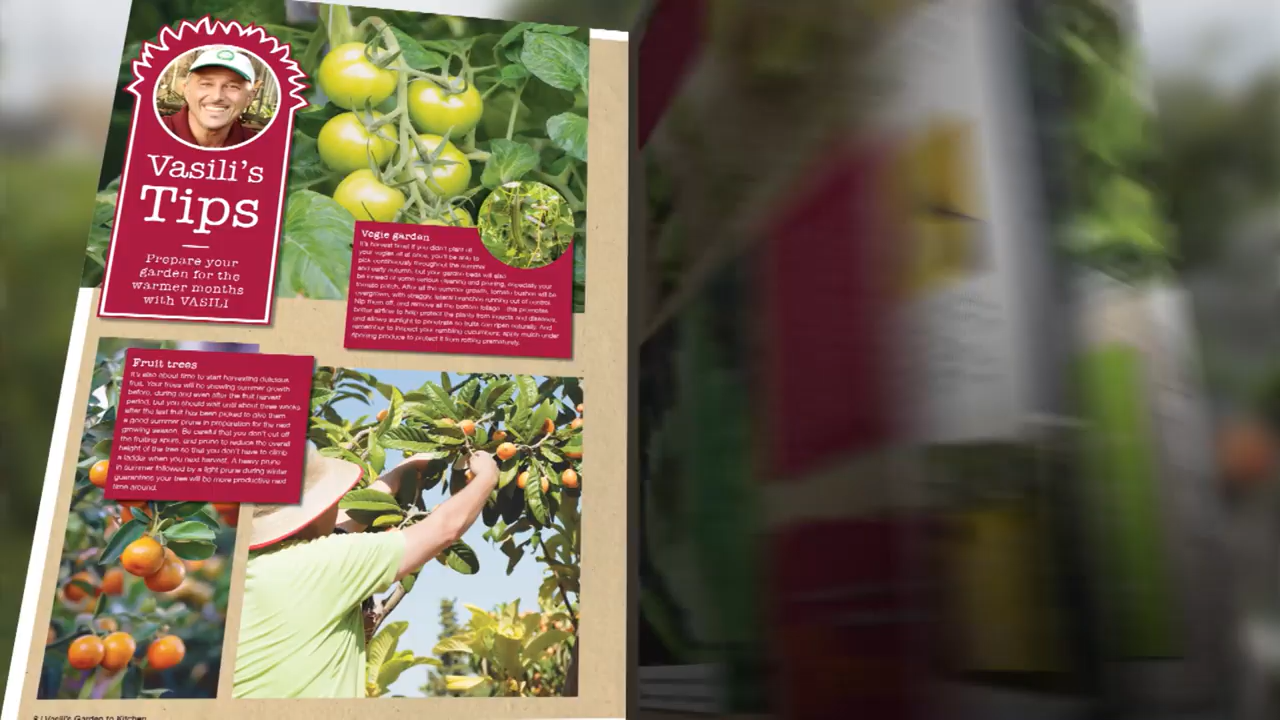 Vasili's
Tips
Prepare your
garden for the
warmer months
with VASILI
Vegie garden
It's harvest time! If you didn't plant all
your vegies all at once, you'll be able to
pick continuously throughout the summer
and early autumn, but your garden beds will also
be in need of some serious cleaning and pruning, especially your
tomato patch. After all the summer growth, tomato bushes will be
overgrown, with straggly, lateral branches running out of control.
Nip them off, and remove all the bottom foliage – this promotes
better airflow to help protect the plants from insects and diseases,
and allows sunlight to penetrate so fruits can ripen naturally. And
remember to inspect your rambling cucumbers; apply mulch under
ripening produce to protect it from rotting prematurely.
Fruit trees
It's also about time to start harvesting delicious
fruit. Your trees will be showing summer growth
before, during and even after the fruit harvest
period, but you should wait until about three weeks
after the last fruit has been picked to give them
a good summer prune in preparation for the next
growing season. Be careful that you don't cut off
the fruiting spurs, and prune to reduce the overall
height of the tree so that you don't have to climb
a ladder when you next harvest. A heavy prune
in summer followed by a light prune during winter
guarantees your tree will be more productive next
time around.
8 | Vasili's Garden to Kitchen